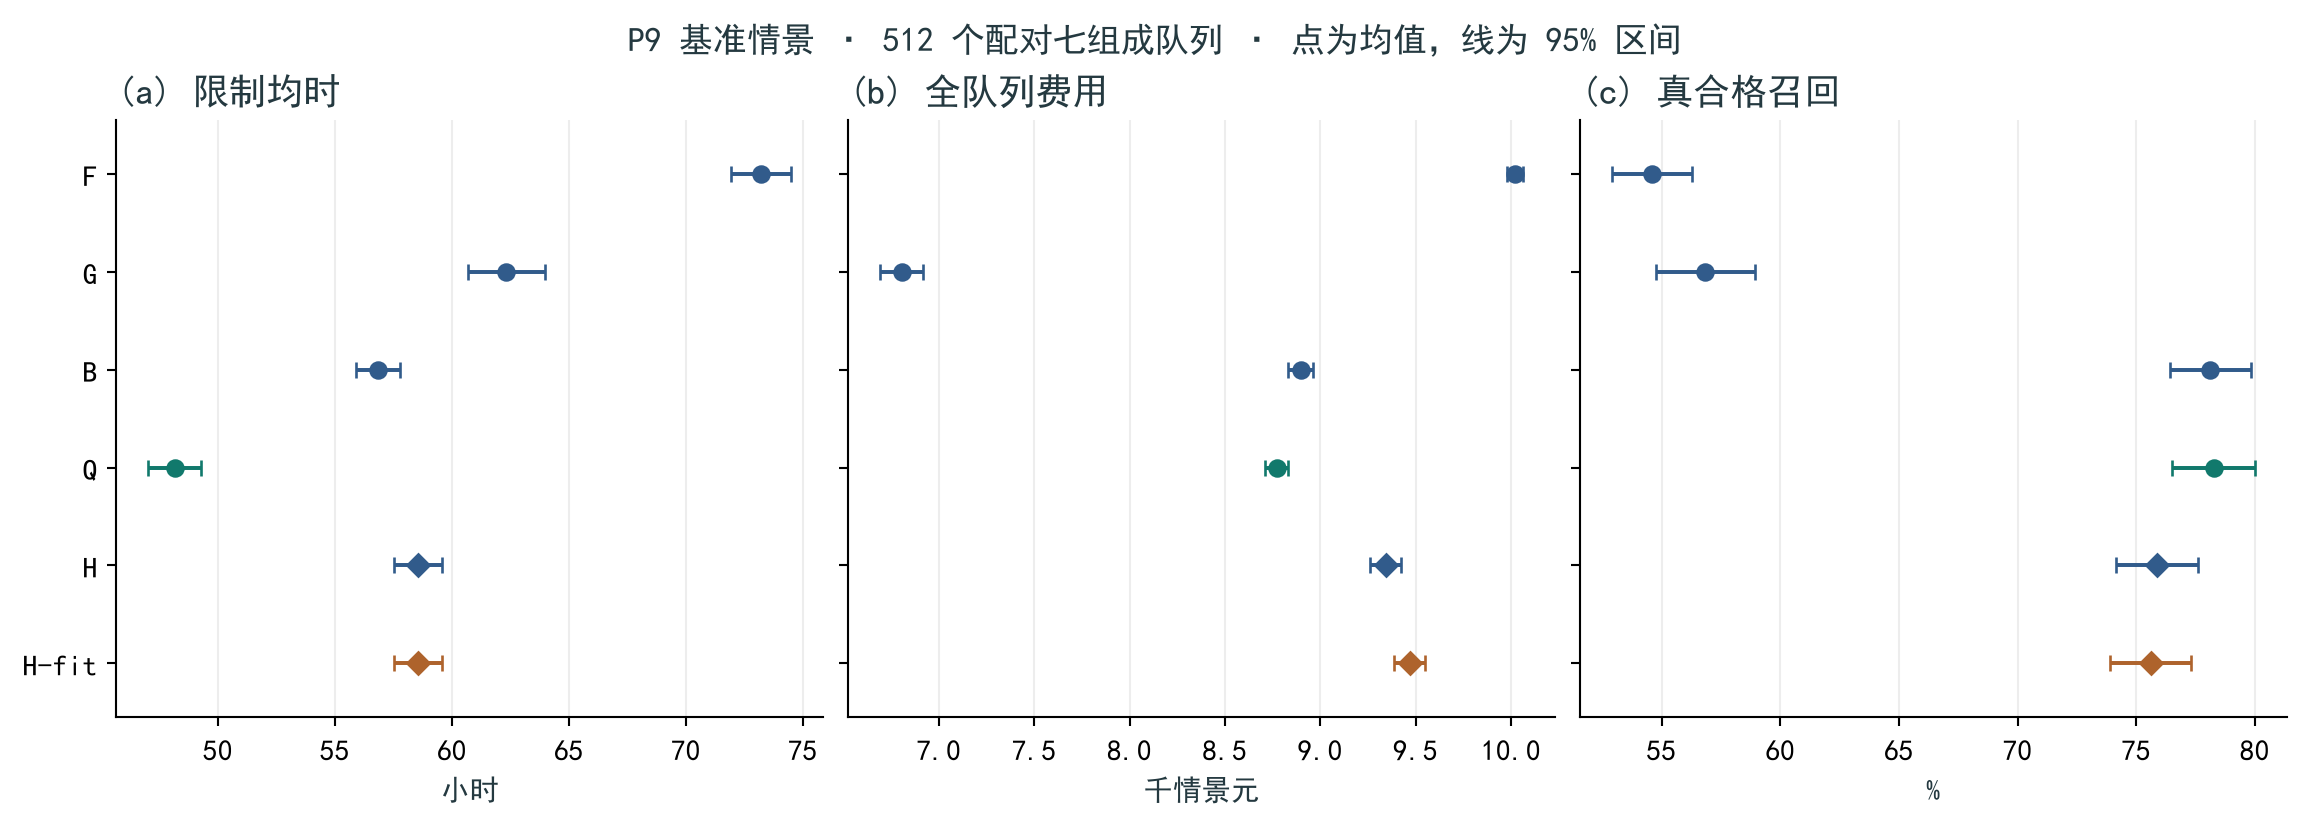 P9 基准情景 · 512 个配对七组成队列 · 点为均值，线为 95% 区间
(a) 限制均时
(b) 全队列费用
(c) 真合格召回
F
G
B
Q
H
H-fit
50 55 60 65 70 75
小时
7.0 7.5 8.0 8.5 9.0 9.5 10.0
千情景元
55 60 65 70 75 80
%